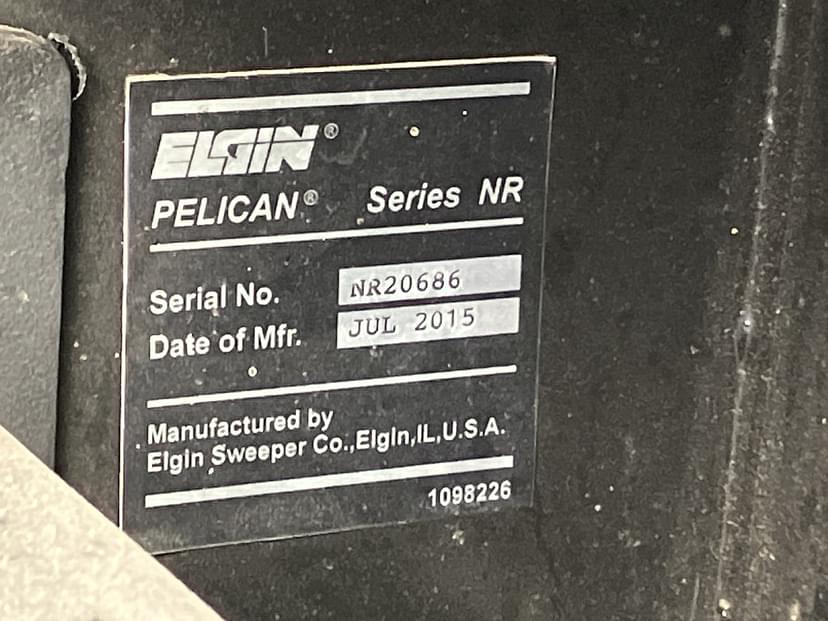 ELGIN®
PELICAN® Series NR
Serial No. NR20686
Date of Mfr. JUL 2015
Manufactured by
Elgin Sweeper Co.,Elgin,IL,U.S.A.
1098226